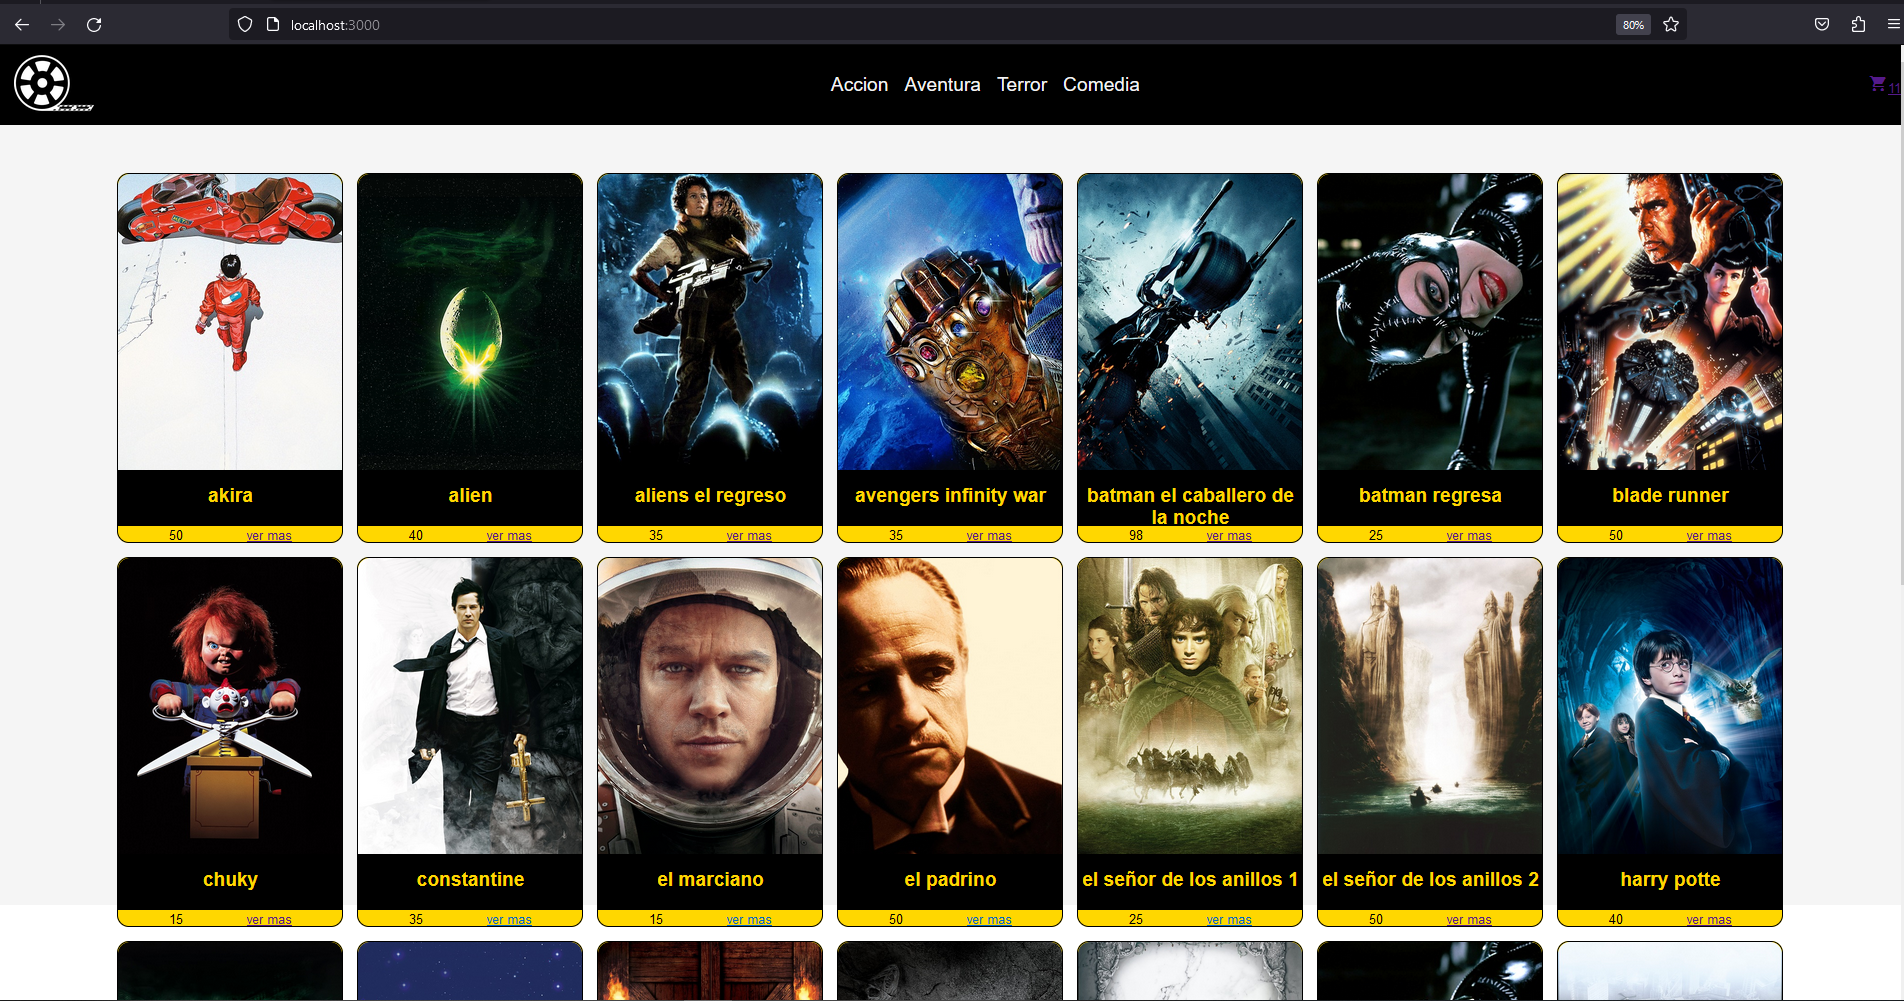 localhost:3000
80%
Accion Aventura Terror Comedia
11
akira
alien
aliens el regreso
avengers infinity war
batman el caballero de
la noche
batman regresa
blade runner
50 ver mas
40 ver mas
35 ver mas
35 ver mas
98 ver mas
25 ver mas
50 ver mas
chuky
constantine
el marciano
el padrino
el señor de los anillos 1
el señor de los anillos 2
harry potte
15 ver mas
35 ver mas
15 ver mas
50 ver mas
25 ver mas
50 ver mas
40 ver mas